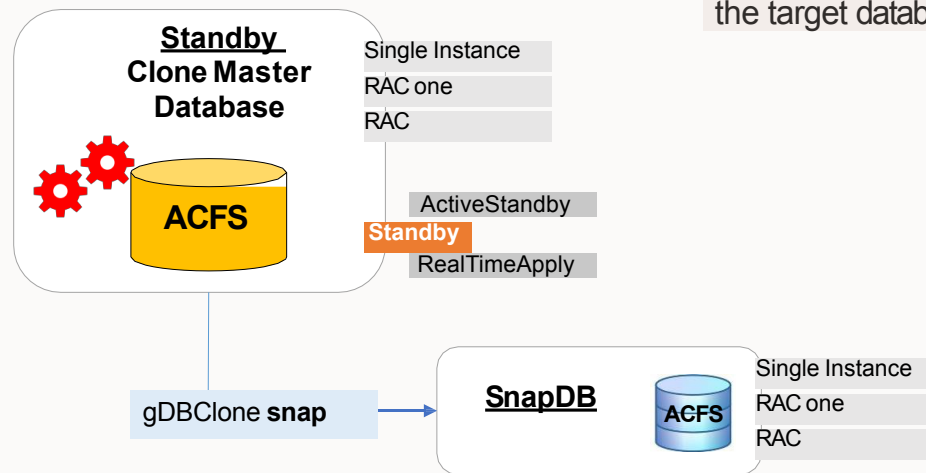 the target datab
Standby
Clone Master
Database
Single Instance
RAC one
RAC
ACFS
ActiveStandby
Standby
RealTimeApply
gDBClone snap
SnapDB
ACFS
Single Instance
RAC one
RAC